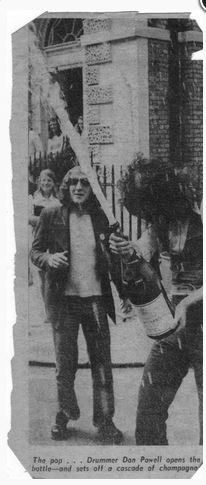 The pop . . . Drummer Don Powell opens the
bottle—and sets off a cascade of champagne